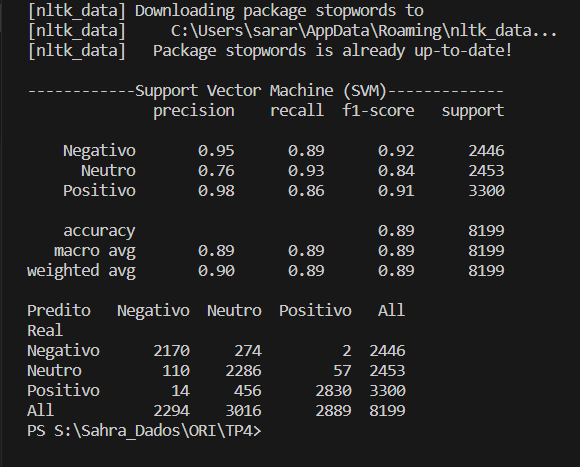 [nltk_data] Downloading package stopwords to
[nltk_data]     C:\Users\sarar\AppData\Roaming\nltk_data...
[nltk_data]   Package stopwords is already up-to-date!

------------Support Vector Machine (SVM)-------------
              precision    recall  f1-score   support

    Negativo       0.95      0.89      0.92      2446
      Neutro       0.76      0.93      0.84      2453
    Positivo       0.98      0.86      0.91      3300

    accuracy                           0.89      8199
   macro avg       0.89      0.89      0.89      8199
weighted avg       0.90      0.89      0.89      8199

Predito   Negativo  Neutro  Positivo   All
Real
Negativo      2170     274         2  2446
Neutro         110    2286        57  2453
Positivo        14     456      2830  3300
All           2294    3016      2889  8199
PS S:\Sahra_Dados\ORI\TP4>